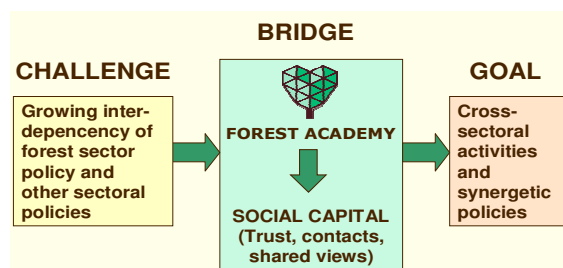 CHALLENGE
Growing inter-
depencency of
forest sector
policy and
other sectoral
policies
BRIDGE
FOREST ACADEMY
SOCIAL CAPITAL
(Trust, contacts,
shared views)
GOAL
Cross-
sectoral
activities
and
synergetic
policies